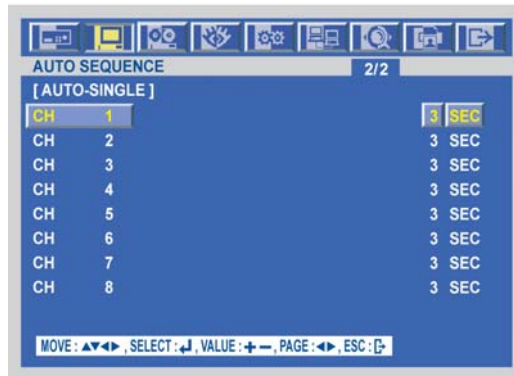 AUTO SEQUENCE 2/2
[ AUTO-SINGLE ]
CH 1 3 SEC
CH 2 3 SEC
CH 3 3 SEC
CH 4 3 SEC
CH 5 3 SEC
CH 6 3 SEC
CH 7 3 SEC
CH 8 3 SEC
MOVE : ▲▼◀▶ , SELECT : ↵ , VALUE : + − , PAGE : ◀▶ , ESC :